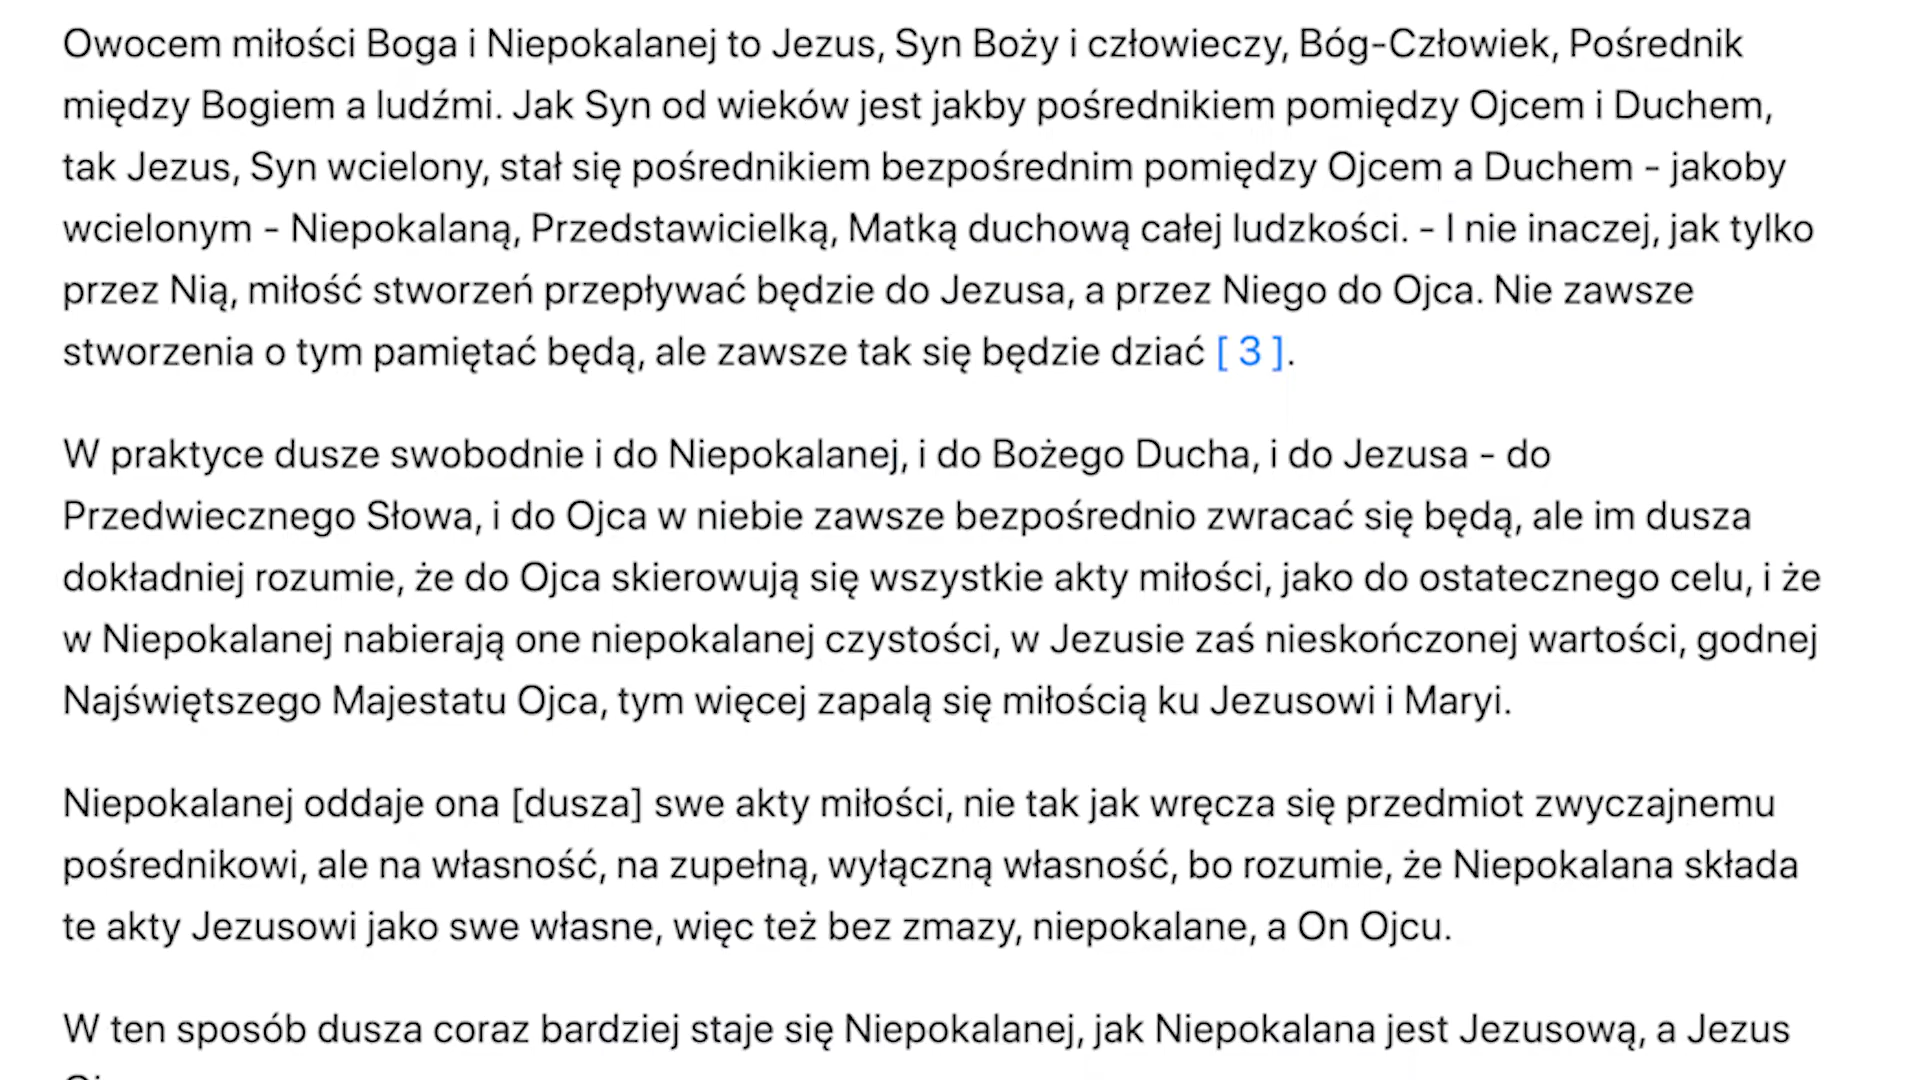 Owocem miłości Boga i Niepokalanej to Jezus, Syn Boży i człowieczy, Bóg-Człowiek, Pośrednik
między Bogiem a ludźmi. Jak Syn od wieków jest jakby pośrednikiem pomiędzy Ojcem i Duchem,
tak Jezus, Syn wcielony, stał się pośrednikiem bezpośrednim pomiędzy Ojcem a Duchem - jakoby
wcielonym - Niepokalaną, Przedstawicielką, Matką duchową całej ludzkości. - I nie inaczej, jak tylko
przez Nią, miłość stworzeń przepływać będzie do Jezusa, a przez Niego do Ojca. Nie zawsze
stworzenia o tym pamiętać będą, ale zawsze tak się będzie dziać [ 3 ].
W praktyce dusze swobodnie i do Niepokalanej, i do Bożego Ducha, i do Jezusa - do
Przedwiecznego Słowa, i do Ojca w niebie zawsze bezpośrednio zwracać się będą, ale im dusza
dokładniej rozumie, że do Ojca skierowują się wszystkie akty miłości, jako do ostatecznego celu, i że
w Niepokalanej nabierają one niepokalanej czystości, w Jezusie zaś nieskończonej wartości, godnej
Najświętszego Majestatu Ojca, tym więcej zapalą się miłością ku Jezusowi i Maryi.
Niepokalanej oddaje ona [dusza] swe akty miłości, nie tak jak wręcza się przedmiot zwyczajnemu
pośrednikowi, ale na własność, na zupełną, wyłączną własność, bo rozumie, że Niepokalana składa
te akty Jezusowi jako swe własne, więc też bez zmazy, niepokalane, a On Ojcu.
W ten sposób dusza coraz bardziej staje się Niepokalanej, jak Niepokalana jest Jezusową, a Jezus